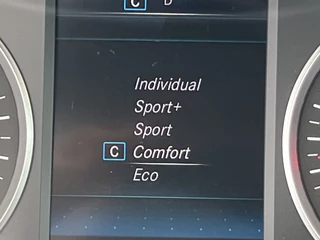 C D
Individual
Sport+
Sport
C Comfort
Eco